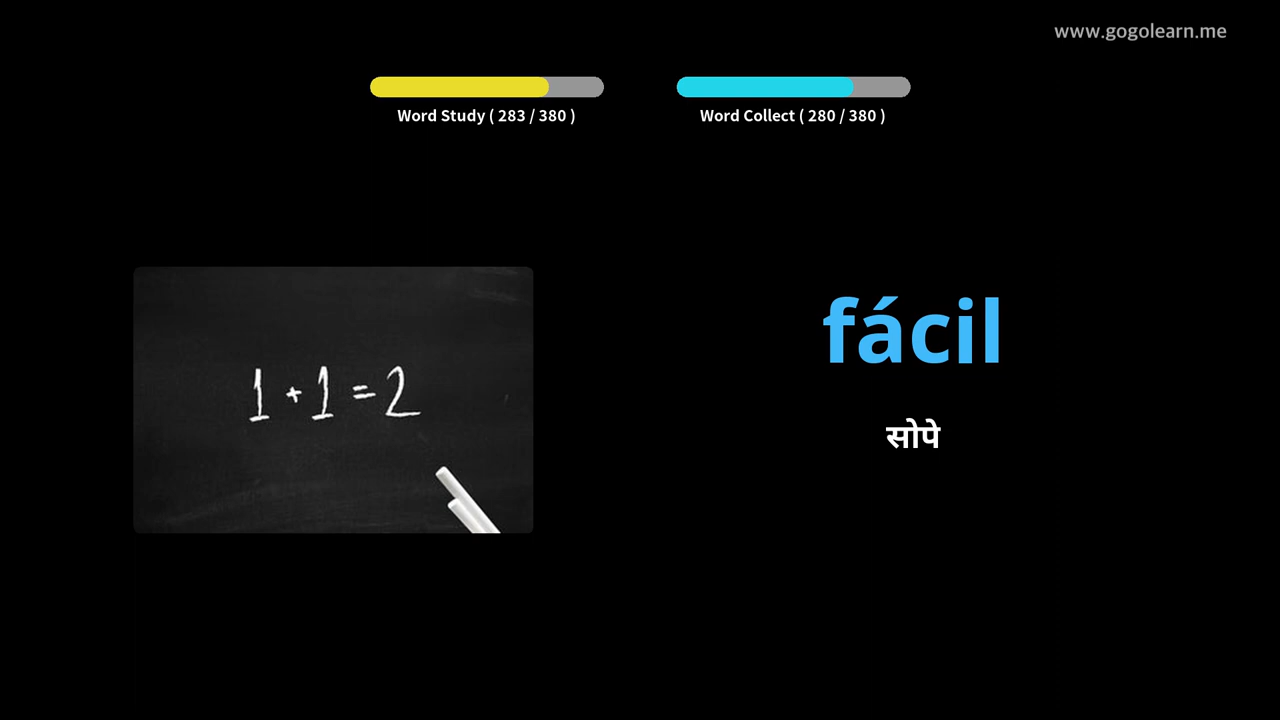 www.gogolearn.me
Word Study ( 283 / 380 )
Word Collect ( 280 / 380 )
1 + 1 = 2
fácil
सोपे